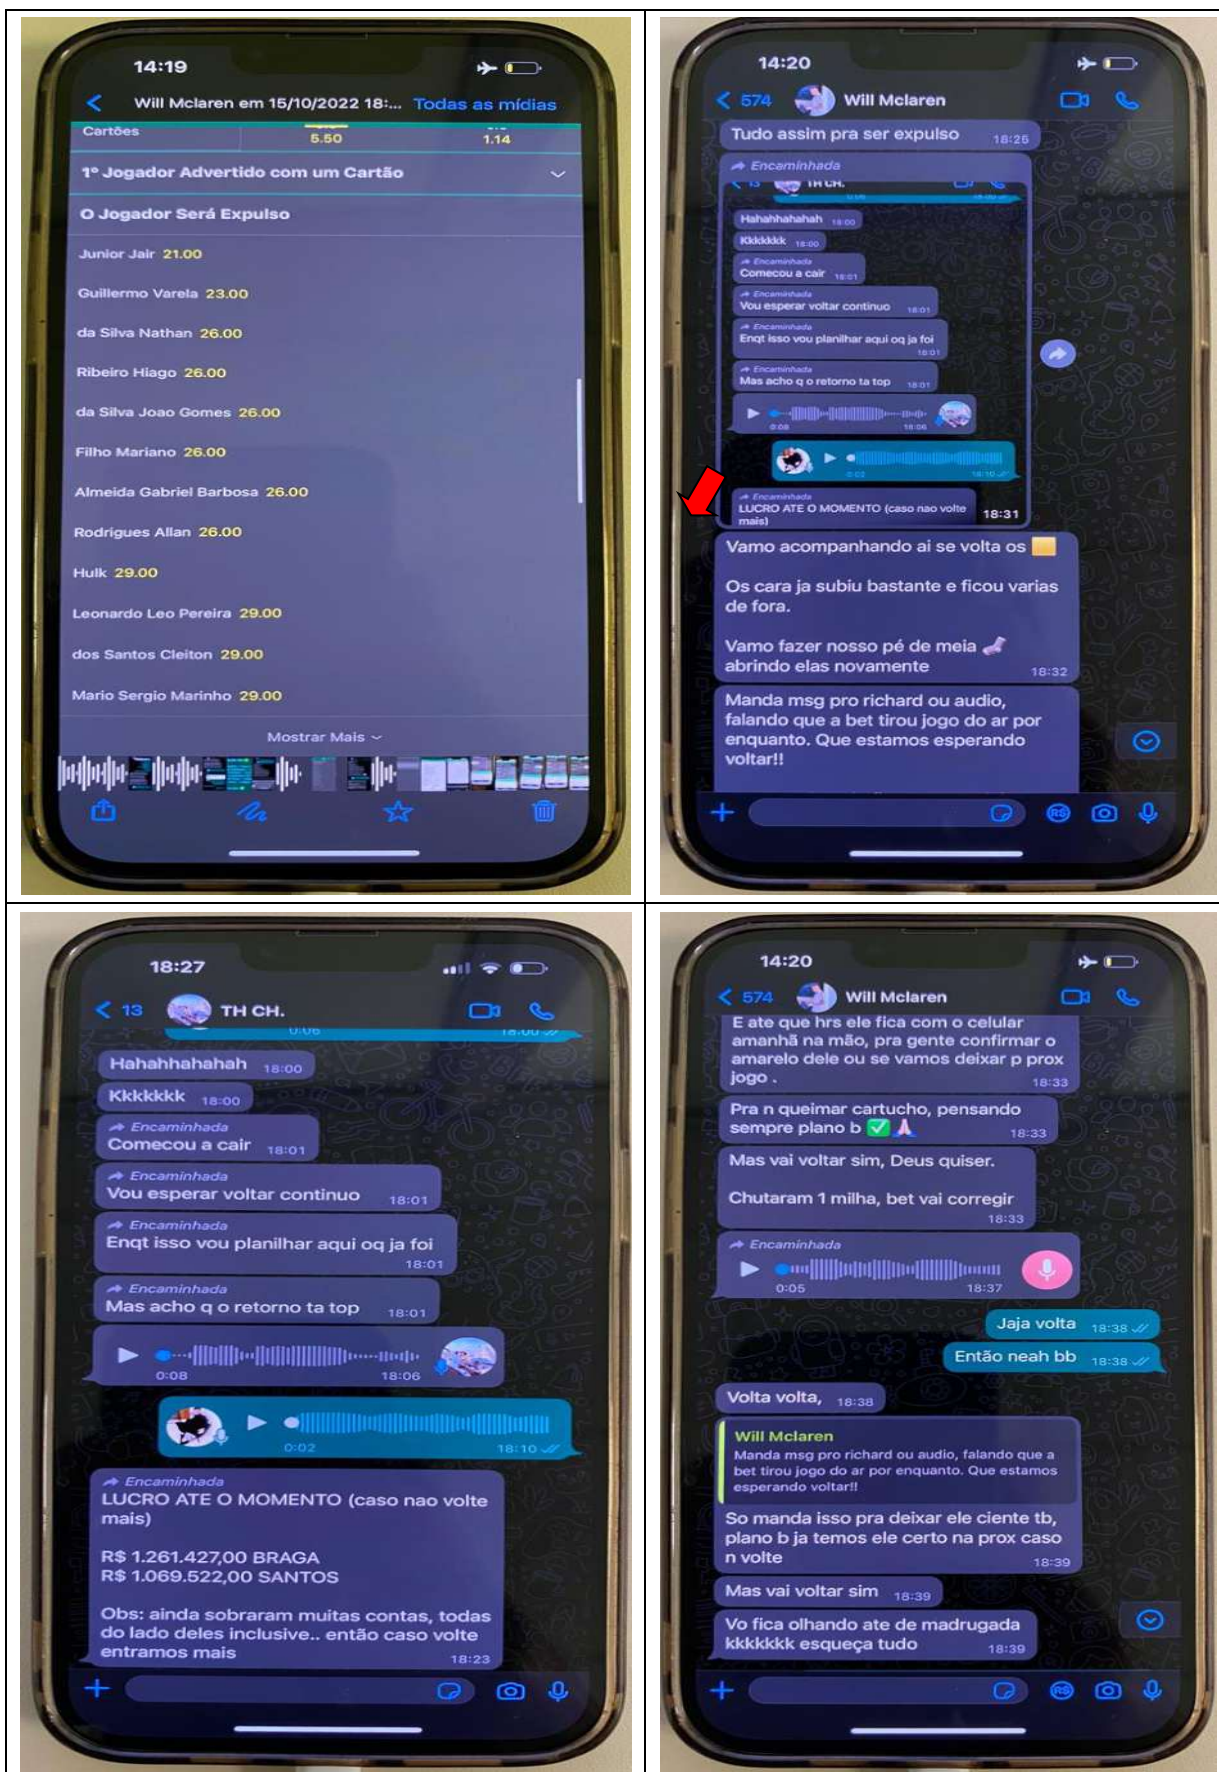 14:19
Will Mclaren em 15/10/2022 18:... Todas as mídias
Cartões
5.50 1.14
1º Jogador Advertido com um Cartão
O Jogador Será Expulso
Junior Jair 21.00
Guillermo Varela 23.00
da Silva Nathan 26.00
Ribeiro Hiago 26.00
da Silva Joao Gomes 26.00
Filho Mariano 26.00
Almeida Gabriel Barbosa 26.00
Rodrigues Allan 26.00
Hulk 29.00
Leonardo Leo Pereira 29.00
dos Santos Cleiton 29.00
Mario Sergio Marinho 29.00
Mostrar Mais
14:20
574 Will Mclaren
Tudo assim pra ser expulso 18:26
Encaminhada
13 TH CH.
0:06 18:00
Hahahhahahah 18:00
Kkkkkkk 18:00
Encaminhada
Comecou a cair 18:01
Encaminhada
Vou esperar voltar continuo 18:01
Encaminhada
Enqt isso vou planilhar aqui oq ja foi
18:01
Encaminhada
Mas acho q o retorno ta top 18:01
0:08 18:06
0:02 18:10
Encaminhada
LUCRO ATE O MOMENTO (caso nao volte
mais) 18:31
Vamo acompanhando ai se volta os 🟨
Os cara ja subiu bastante e ficou varias
de fora.
Vamo fazer nosso pé de meia 🧦
abrindo elas novamente 18:32
Manda msg pro richard ou audio,
falando que a bet tirou jogo do ar por
enquanto. Que estamos esperando
voltar!!
R$
18:27
13 TH CH.
0:06 18:00
Hahahhahahah 18:00
Kkkkkkk 18:00
Encaminhada
Comecou a cair 18:01
Encaminhada
Vou esperar voltar continuo 18:01
Encaminhada
Enqt isso vou planilhar aqui oq ja foi
18:01
Encaminhada
Mas acho q o retorno ta top 18:01
0:08 18:06
0:02 18:10
Encaminhada
LUCRO ATE O MOMENTO (caso nao volte
mais)
R$ 1.261.427,00 BRAGA
R$ 1.069.522,00 SANTOS
Obs: ainda sobraram muitas contas, todas
do lado deles inclusive.. então caso volte
entramos mais 18:23
14:20
574 Will Mclaren
E ate que hrs ele fica com o celular
amanhã na mão, pra gente confirmar o
amarelo dele ou se vamos deixar p prox
jogo . 18:33
Pra n queimar cartucho, pensando
sempre plano b ✅🙏 18:33
Mas vai voltar sim, Deus quiser.
Chutaram 1 milha, bet vai corregir
18:33
Encaminhada
0:05 18:37
Jaja volta 18:38
Então neah bb 18:38
Volta volta, 18:38
Will Mclaren
Manda msg pro richard ou audio, falando que a
bet tirou jogo do ar por enquanto. Que estamos
esperando voltar!!
So manda isso pra deixar ele ciente tb,
plano b ja temos ele certo na prox caso
n volte 18:39
Mas vai voltar sim 18:39
Vo fica olhando ate de madrugada
kkkkkkk esqueça tudo 18:39
R$